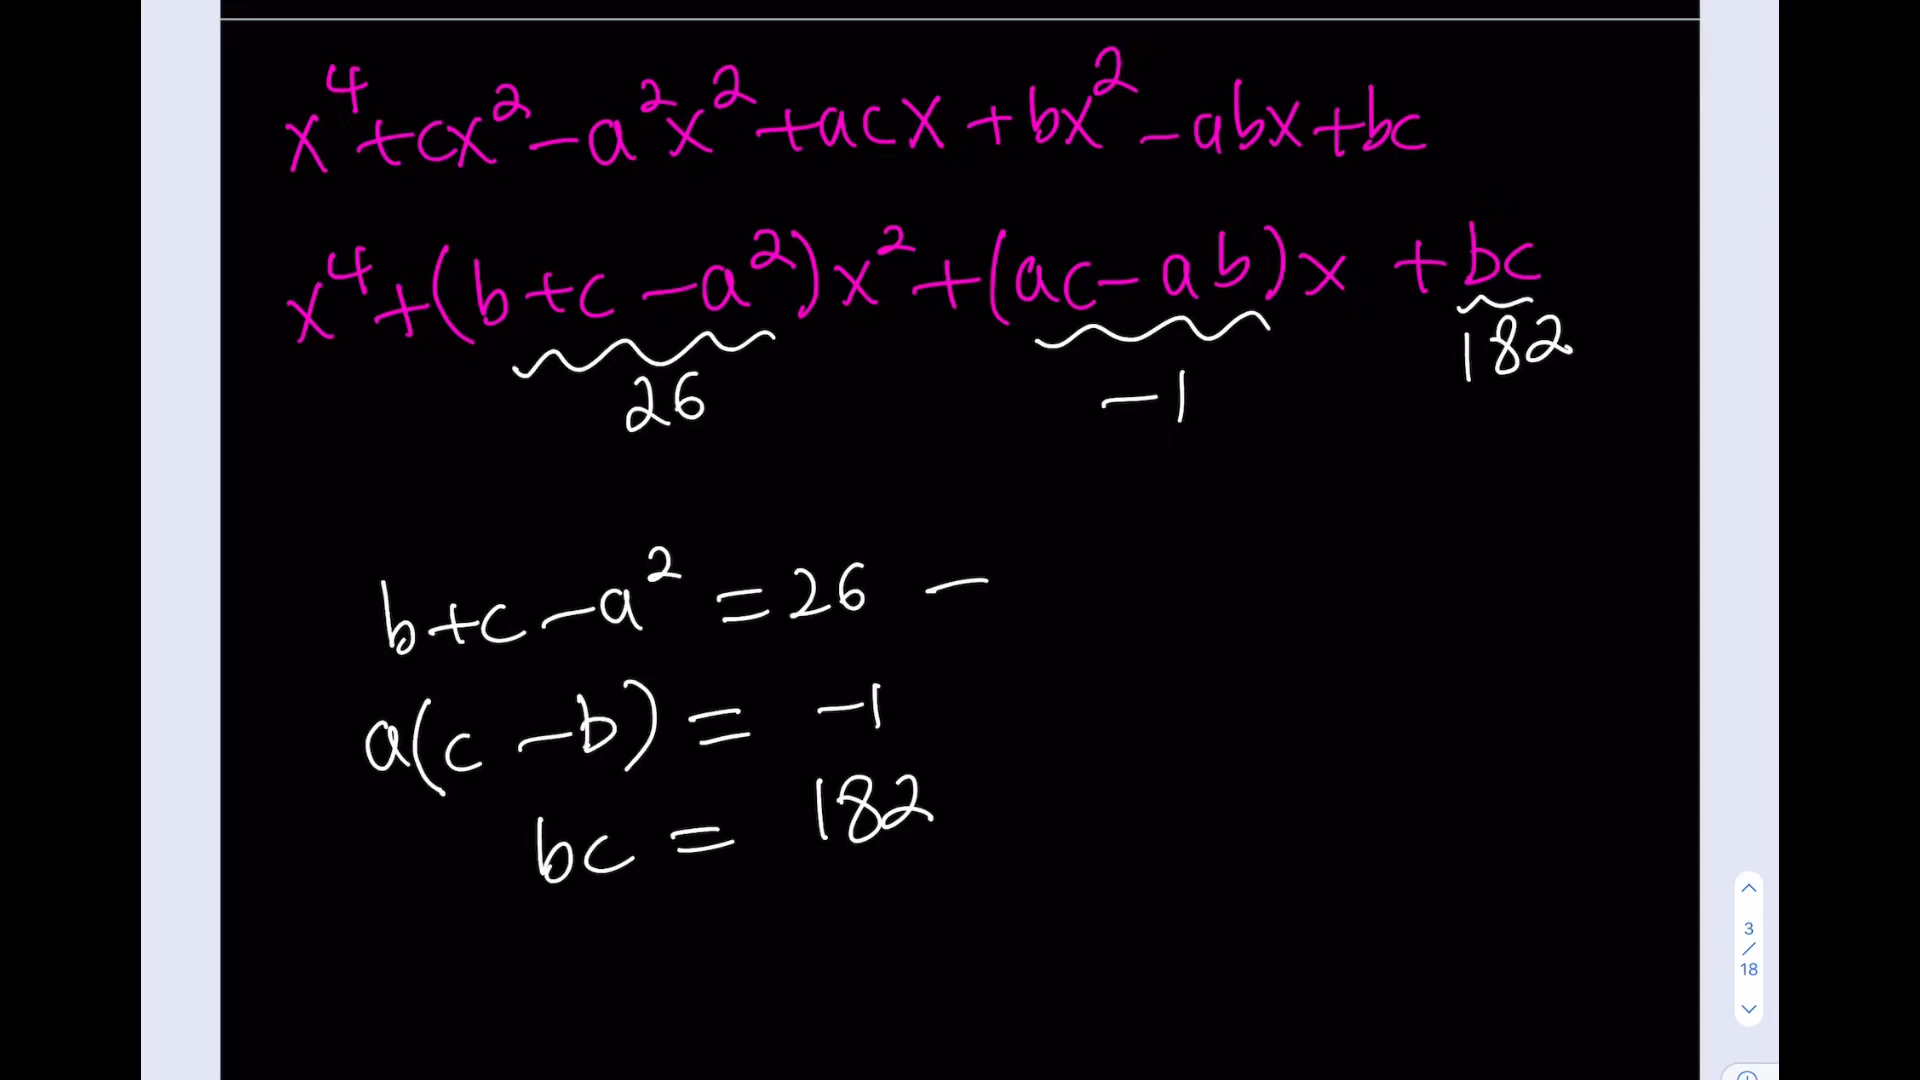 x⁴+cx²-a²x²+acx+bx²-abx+bc
x⁴+(b+c-a²)x²+(ac-ab)x+bc
26 -1 182
b+c-a²=26 -
a(c-b)= -1
bc= 182
3
/
18